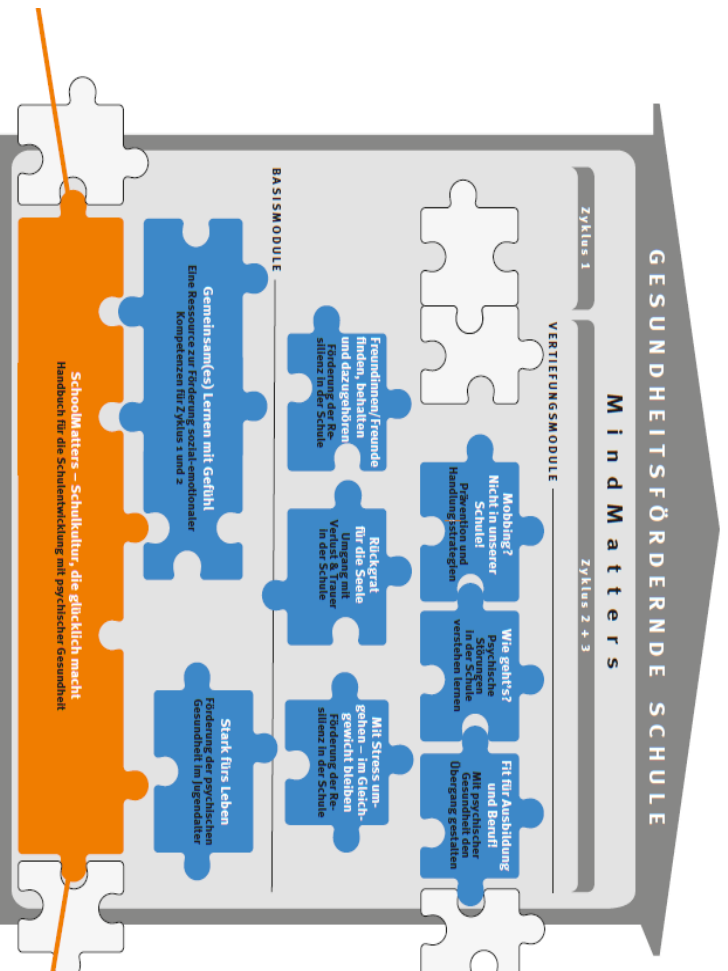 GESUNDHEITSFÖRDERNDE SCHULE
MindMatters
Zyklus 1
Zyklus 2 + 3
VERTIEFUNGSMODULE
Mobbing?
Nicht in unserer
Schule!
Prävention und
Handlungsstrategien
Wie geht's?
Psychische
Störungen
in der Schule
verstehen lernen
Fit für Ausbildung
und Beruf!
Mit psychischer
Gesundheit den
Übergang gestalten
Freundinnen/Freunde
finden, behalten
und dazugehören
Förderung der Re-
silienz in der Schule
Rückgrat
für die Seele
Umgang mit
Verlust & Trauer
in der Schule
Mit Stress um-
gehen – im Gleich-
gewicht bleiben
Förderung der Re-
silienz in der Schule
BASISMODULE
Gemeinsam(es) Lernen mit Gefühl
Eine Ressource zur Förderung sozial-emotionaler
Kompetenzen für Zyklus 1 und 2
Stark fürs Leben
Förderung der psychischen
Gesundheit im Jugendalter
SchoolMatters – Schulkultur, die glücklich macht
Handbuch für die Schulentwicklung mit psychischer Gesundheit